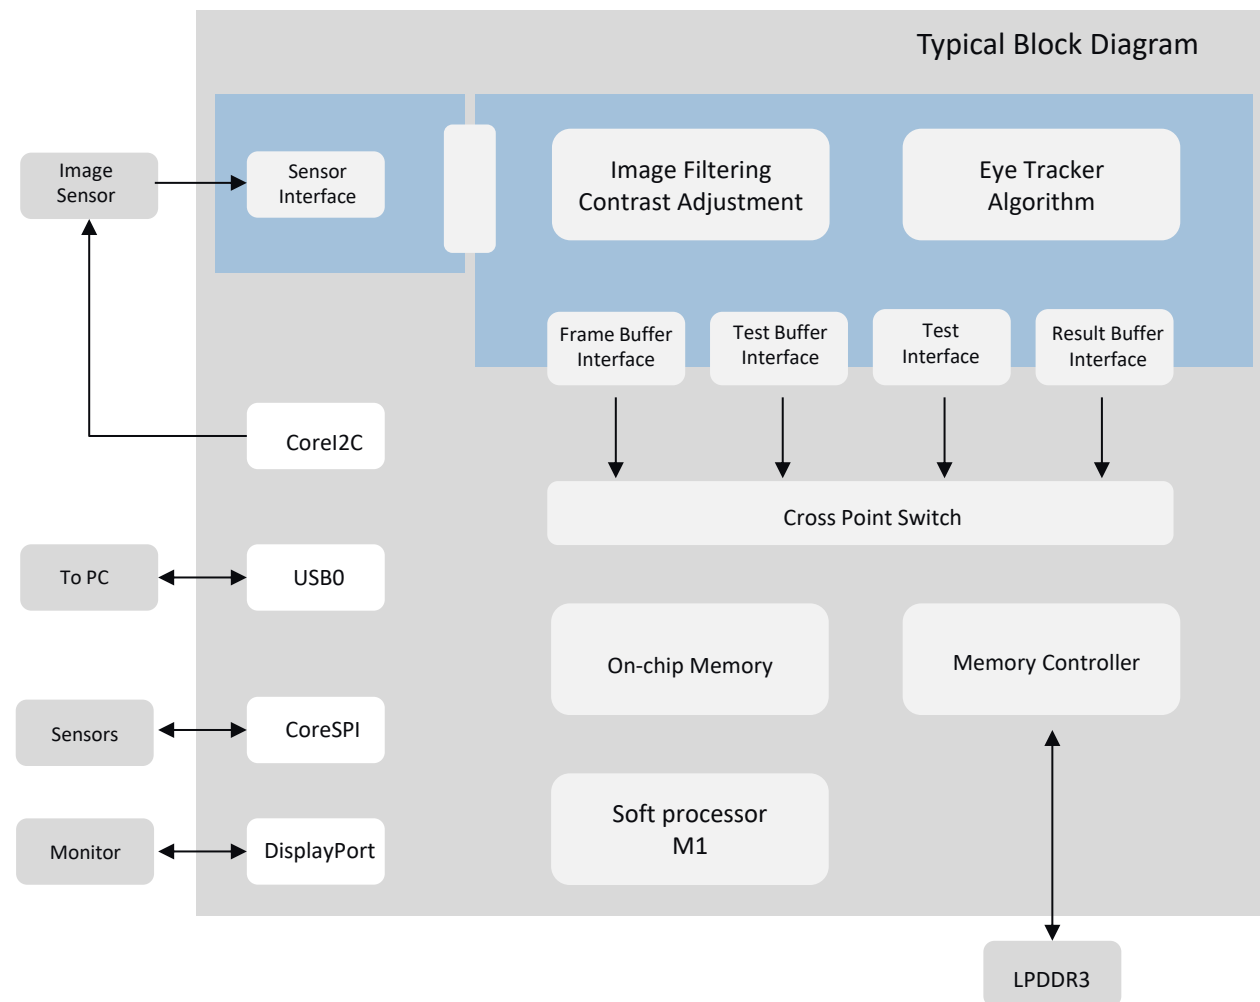 Typical Block Diagram
Image
Sensor
Sensor
Interface
Image Filtering
Contrast Adjustment
Eye Tracker
Algorithm
Frame Buffer
Interface
Test Buffer
Interface
Test
Interface
Result Buffer
Interface
CoreI2C
Cross Point Switch
To PC
USB0
On-chip Memory
Memory Controller
Sensors
CoreSPI
Soft processor
M1
Monitor
DisplayPort
LPDDR3